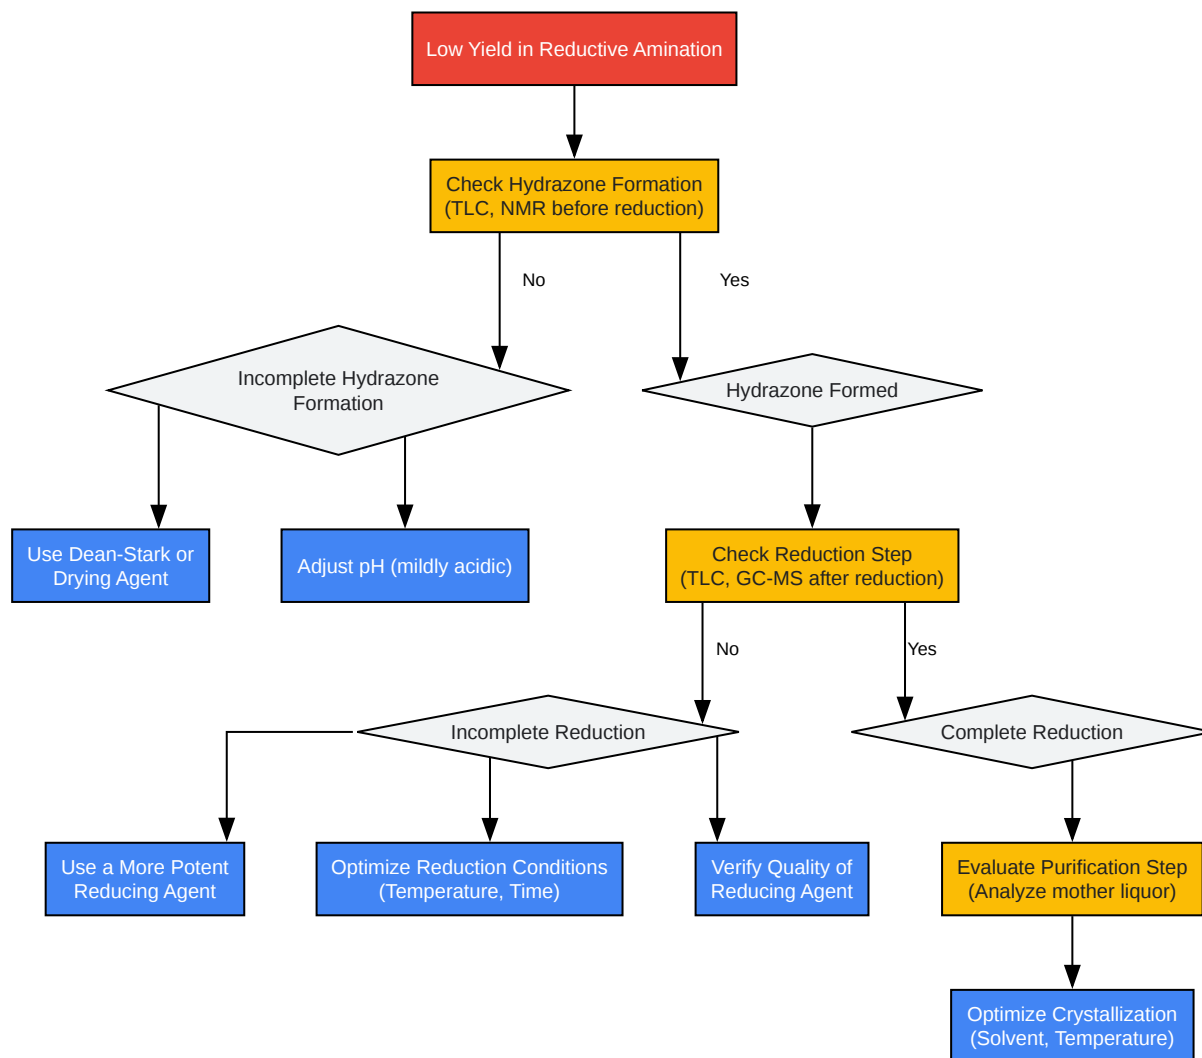 Low Yield in Reductive Amination
Check Hydrazone Formation
(TLC, NMR before reduction)
No
Yes
Incomplete Hydrazone
Formation
Hydrazone Formed
Use Dean-Stark or
Drying Agent
Adjust pH (mildly acidic)
Check Reduction Step
(TLC, GC-MS after reduction)
No
Yes
Incomplete Reduction
Complete Reduction
Use a More Potent
Reducing Agent
Optimize Reduction Conditions
(Temperature, Time)
Verify Quality of
Reducing Agent
Evaluate Purification Step
(Analyze mother liquor)
Optimize Crystallization
(Solvent, Temperature)